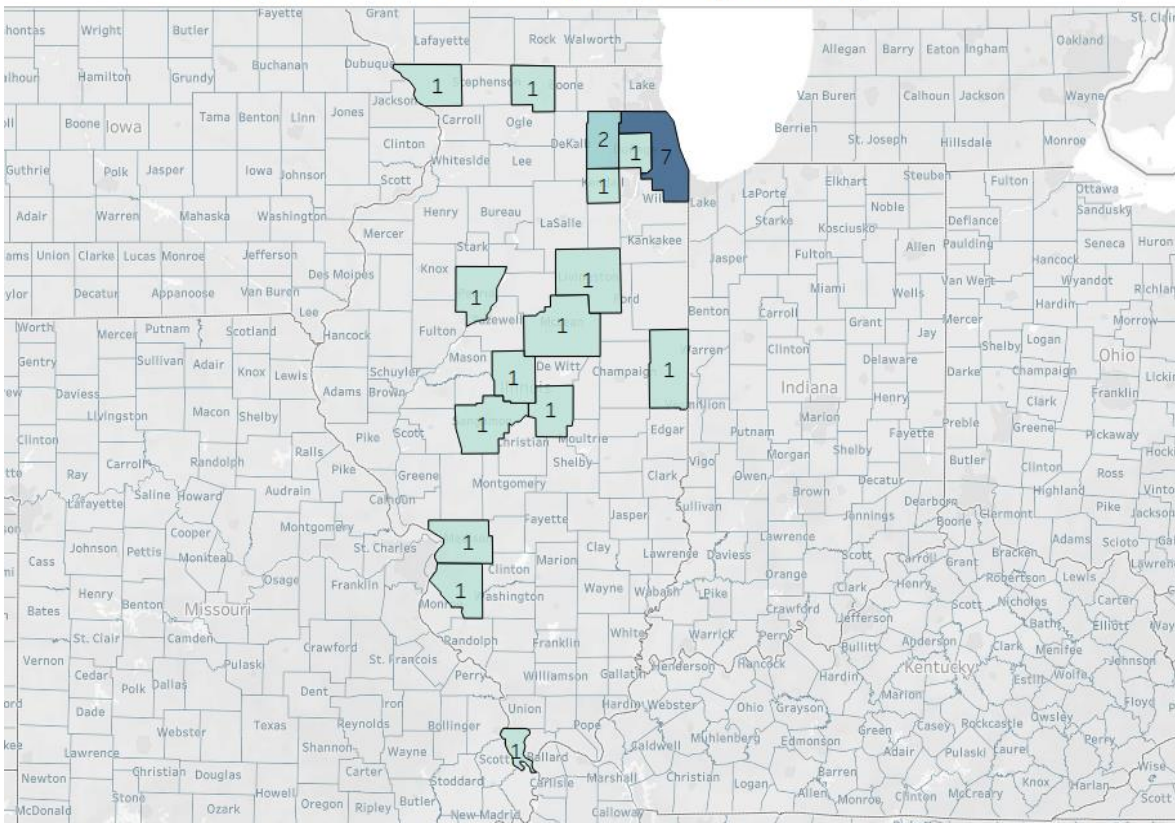 Fayette Grant St. Clair
Wright Butler Lafayette Rock Walworth Oakland
Buchanan Dubuque Allegan Barry Eaton Ingham
Hamilton Grundy Stephenson Boone Lake
1 1
Jackson Van Buren Calhoun Jackson Wayne
Tama Benton Linn Jones Carroll Ogle
Boone Iowa Clinton DeKalb 2 1 7 Berrien St. Joseph Hillsdale Monroe
Guthrie Polk Jasper Iowa Johnson Whiteside Lee
Scott 1 Will Lake LaPorte Elkhart Steuben Fulton Ottawa
Adair Warren Mahaska Washington Henry Bureau LaSalle Starke Noble Defiance Sandusky
Mercer Kosciusko
Stark Kankakee Allen Paulding Seneca Huron
Union Clarke Lucas Monroe Jefferson Knox Jasper Fulton Hancock
Des Moines 1 1 Ford Van Wert Wyandot
Decatur Appanoose Van Buren Miami Wells Hardin Richland
Lee Benton Carroll
Worth Mercer Putnam Scotland Hancock Fulton 1 Grant Jay Mercer Morrow
Gentry Sullivan Adair Mason Warren Clinton Shelby Logan Ohio
Knox Lewis Schuyler De Witt Champaign 1 Delaware Darke Champaign Licking
Daviess Adams Brown 1 Indiana Henry Clark Franklin
Livingston Macon Shelby 1 1 Vermilion Marion
Clinton Pike Scott Christian Moultrie Edgar Putnam Fayette Preble Greene Pickaway
Ralls Shelby Morgan Shelby
Ray Carroll Randolph Pike Greene Clark Vigo Owen Butler Clinton Ross Hocking
Saline Howard Audrain Montgomery Decatur Highland Vinton
Lafayette Calhoun Sullivan Brown Dearborn Pike Jackson
Cooper Montgomery Fayette Jasper Jennings Clermont
Johnson Pettis St. Charles 1 Clay Lawrence Boone Adams Scioto
Cass Moniteau Marion Lawrence Daviess Scott Carroll Grant Bracken Lawrence
Osage Franklin Clinton Orange Clark Henry Robertson Lewis
Henry 1 Washington Wayne Wabash Pike
Bates Benton Missouri Monroe Crawford Scott Nicholas Carter
Jefferson Bath Elliott Wayne
St. Clair Camden Randolph Franklin White Warrick Perry Bullitt Anderson Clark Menifee
Crawford
Vernon Pulaski St. Francois Gallatin Henderson Hancock Kentucky Johnson
Cedar Perry Williamson Hardin Estill Wolfe
Polk Dallas Dent Iron Marion Floyd
Dade Union Hardin Webster Ohio Grayson Owsley
Texas Reynolds Bollinger Pope Casey Rockcastle
Webster Shannon Wayne 1 Muhlenberg Green Perry
Lawrence Scott Ballard Caldwell Edmonson Adair Pulaski Laurel
Newton Christian Douglas Carter Stoddard Carlisle Marshall Christian Barren Knox Harlan Wise
Stone Howell Logan Allen Wayne
McDonald Ozark Oregon Ripley Butler New Madrid Calloway Monroe Clinton McCreary Scott